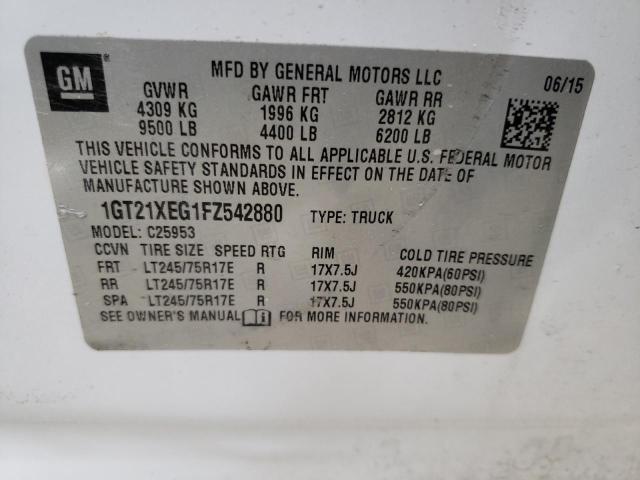 GM
MFD BY GENERAL MOTORS LLC
06/15
GVWR GAWR FRT GAWR RR
4309 KG 1996 KG 2812 KG
9500 LB 4400 LB 6200 LB
THIS VEHICLE CONFORMS TO ALL APPLICABLE U.S. FEDERAL MOTOR
VEHICLE SAFETY STANDARDS IN EFFECT ON THE DATE OF
MANUFACTURE SHOWN ABOVE.
1GT21XEG1FZ542880 TYPE: TRUCK
MODEL: C25953
CCVN TIRE SIZE SPEED RTG RIM COLD TIRE PRESSURE
FRT LT245/75R17E R 17X7.5J 420KPA(60PSI)
RR LT245/75R17E R 17X7.5J 550KPA(80PSI)
SPA LT245/75R17E R 17X7.5J 550KPA(80PSI)
SEE OWNER'S MANUAL FOR MORE INFORMATION.